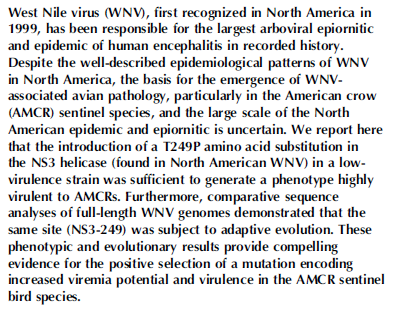 West Nile virus (WNV), first recognized in North America in
1999, has been responsible for the largest arboviral epiornitic
and epidemic of human encephalitis in recorded history.
Despite the well-described epidemiological patterns of WNV
in North America, the basis for the emergence of WNV-
associated avian pathology, particularly in the American crow
(AMCR) sentinel species, and the large scale of the North
American epidemic and epiornitic is uncertain. We report here
that the introduction of a T249P amino acid substitution in
the NS3 helicase (found in North American WNV) in a low-
virulence strain was sufficient to generate a phenotype highly
virulent to AMCRs. Furthermore, comparative sequence
analyses of full-length WNV genomes demonstrated that the
same site (NS3-249) was subject to adaptive evolution. These
phenotypic and evolutionary results provide compelling
evidence for the positive selection of a mutation encoding
increased viremia potential and virulence in the AMCR sentinel
bird species.